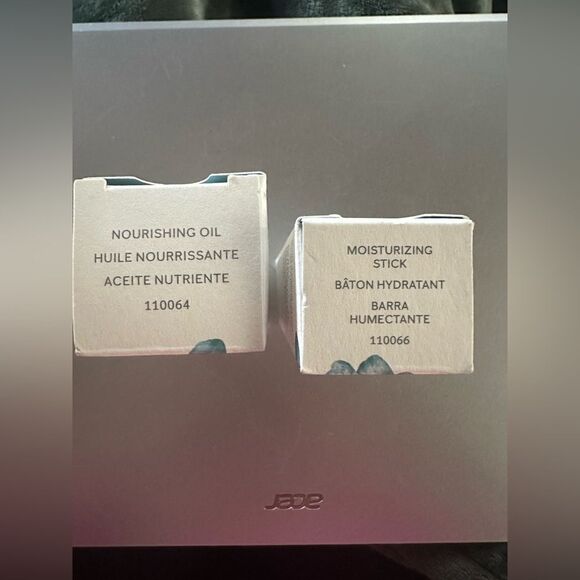 NOURISHING OIL
HUILE NOURRISSANTE
ACEITE NUTRIENTE
110064
MOISTURIZING
STICK
BÂTON HYDRATANT
BARRA
HUMECTANTE
110066
acer